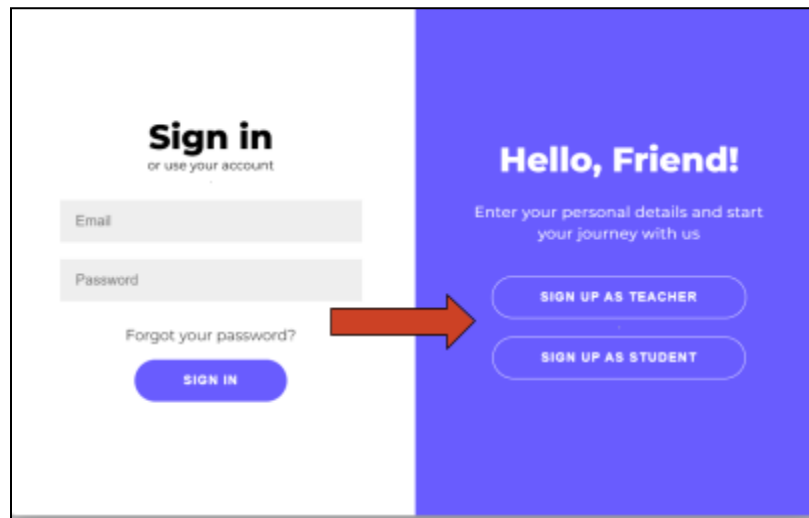 Sign in
or use your account
Email
Password
Forgot your password?
SIGN IN
Hello, Friend!
Enter your personal details and start
your journey with us
SIGN UP AS TEACHER
SIGN UP AS STUDENT